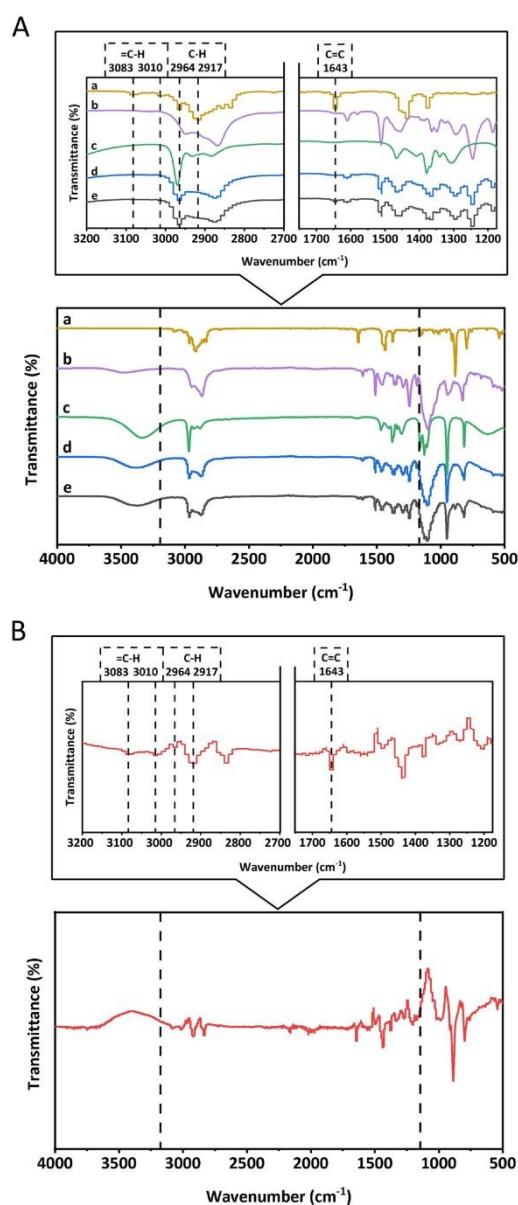 A
=C-H C-H
3083 3010 2964 2917
C=C
1643
Transmittance (%)
a
b
c
d
e
3200 3100 3000 2900 2800 2700
1700 1600 1500 1400 1300 1200
Wavenumber (cm-1)
Transmittance (%)
a
b
c
d
e
4000 3500 3000 2500 2000 1500 1000 500
Wavenumber (cm-1)
B
=C-H C-H
3083 3010 2964 2917
C=C
1643
Transmittance (%)
3200 3100 3000 2900 2800 2700
1700 1600 1500 1400 1300 1200
Wavenumber (cm-1)
Transmittance (%)
4000 3500 3000 2500 2000 1500 1000 500
Wavenumber (cm-1)